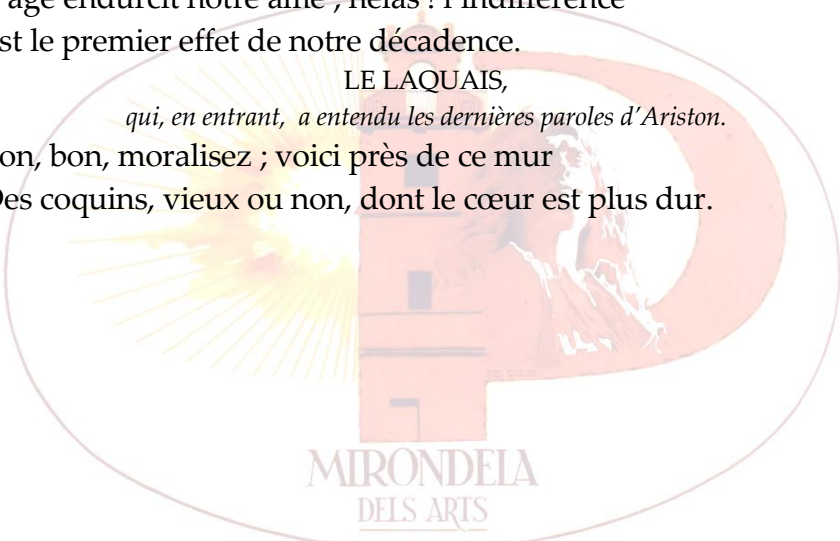 âge endurcit notre âme ; hélas ! l'indifférence
st le premier effet de notre décadence.
LE LAQUAIS,
qui, en entrant, a entendu les dernières paroles d'Ariston.
on, bon, moralisez ; voici près de ce mur
Des coquins, vieux ou non, dont le cœur est plus dur.
MIRONDELA
DELS ARTS